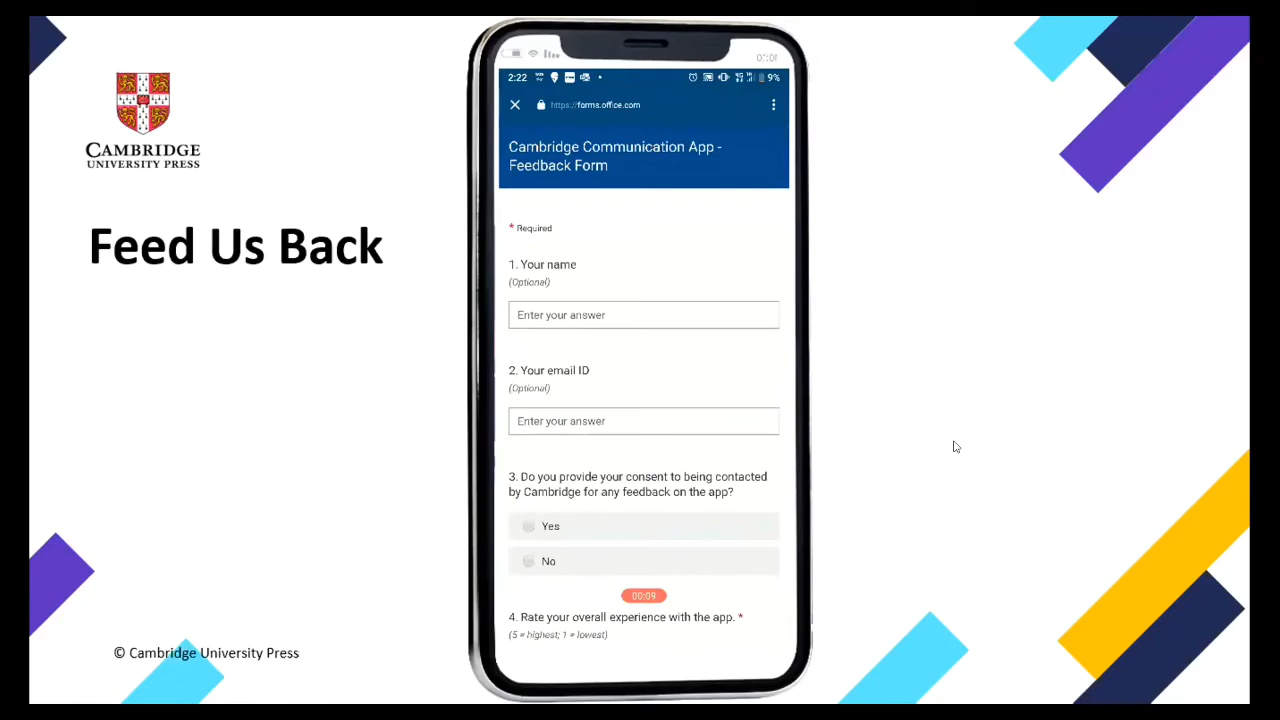 CAMBRIDGE
UNIVERSITY PRESS
Feed Us Back
© Cambridge University Press
2:22
9%
https://forms.office.com
Cambridge Communication App -
Feedback Form
* Required
1. Your name
(Optional)
Enter your answer
2. Your email ID
(Optional)
Enter your answer
3. Do you provide your consent to being contacted
by Cambridge for any feedback on the app?
Yes
No
00:09
4. Rate your overall experience with the app. *
(5 = highest; 1 = lowest)